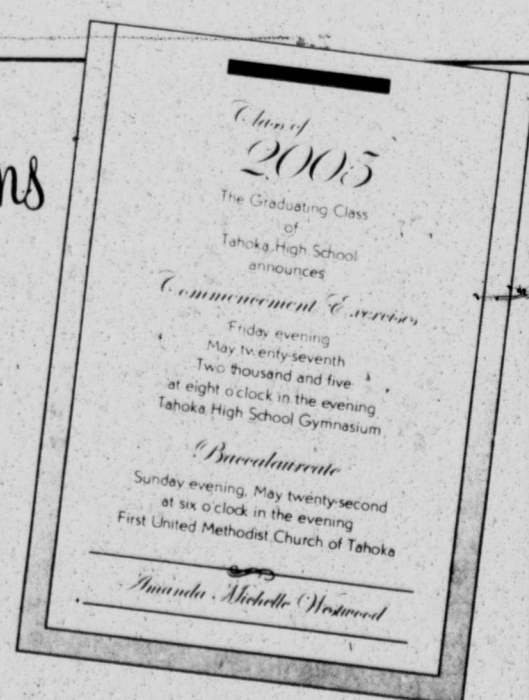 ns
Class of
2005
The Graduating Class
of
Tahoka High School
announces
Commencement Exercises
Friday evening
May twenty-seventh
Two thousand and five
at eight o'clock in the evening
Tahoka High School Gymnasium
Baccalaureate
Sunday evening, May twenty-second
at six o'clock in the evening
First United Methodist Church of Tahoka
Amanda Michelle Westwood